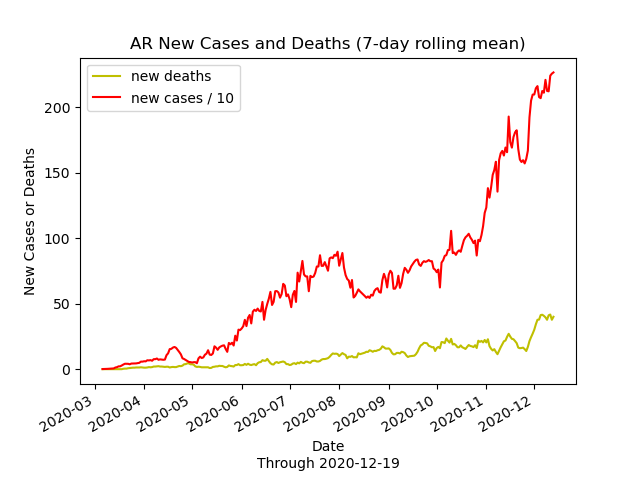 AR New Cases and Deaths (7-day rolling mean)
new deaths
new cases / 10
New Cases or Deaths
200
150
100
50
0
2020-03
2020-04
2020-05
2020-06
2020-07
2020-08
2020-09
2020-10
2020-11
2020-12
Date
Through 2020-12-19